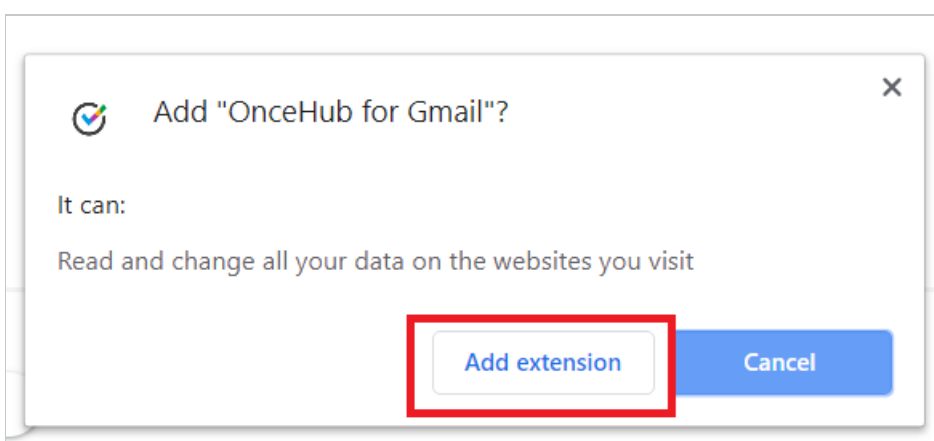 Add "OnceHub for Gmail"?
It can:
Read and change all your data on the websites you visit
Add extension
Cancel